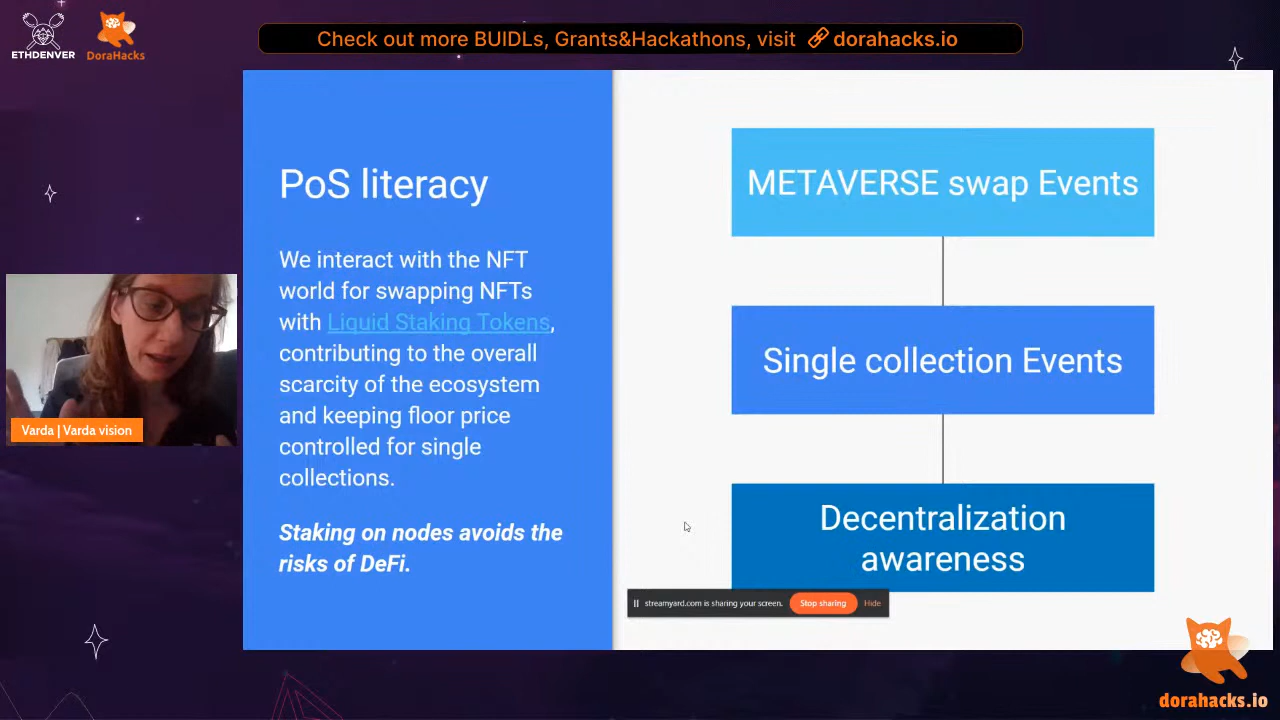 ETHDENVER
DoraHacks
Check out more BUIDLs, Grants&Hackathons, visit dorahacks.io
PoS literacy
We interact with the NFT
world for swapping NFTs
with Liquid Staking Tokens,
contributing to the overall
scarcity of the ecosystem
and keeping floor price
controlled for single
collections.
Staking on nodes avoids the
risks of DeFi.
METAVERSE swap Events
Single collection Events
Decentralization
awareness
Varda | Varda vision
streamyard.com is sharing your screen. Stop sharing Hide
dorahacks.io